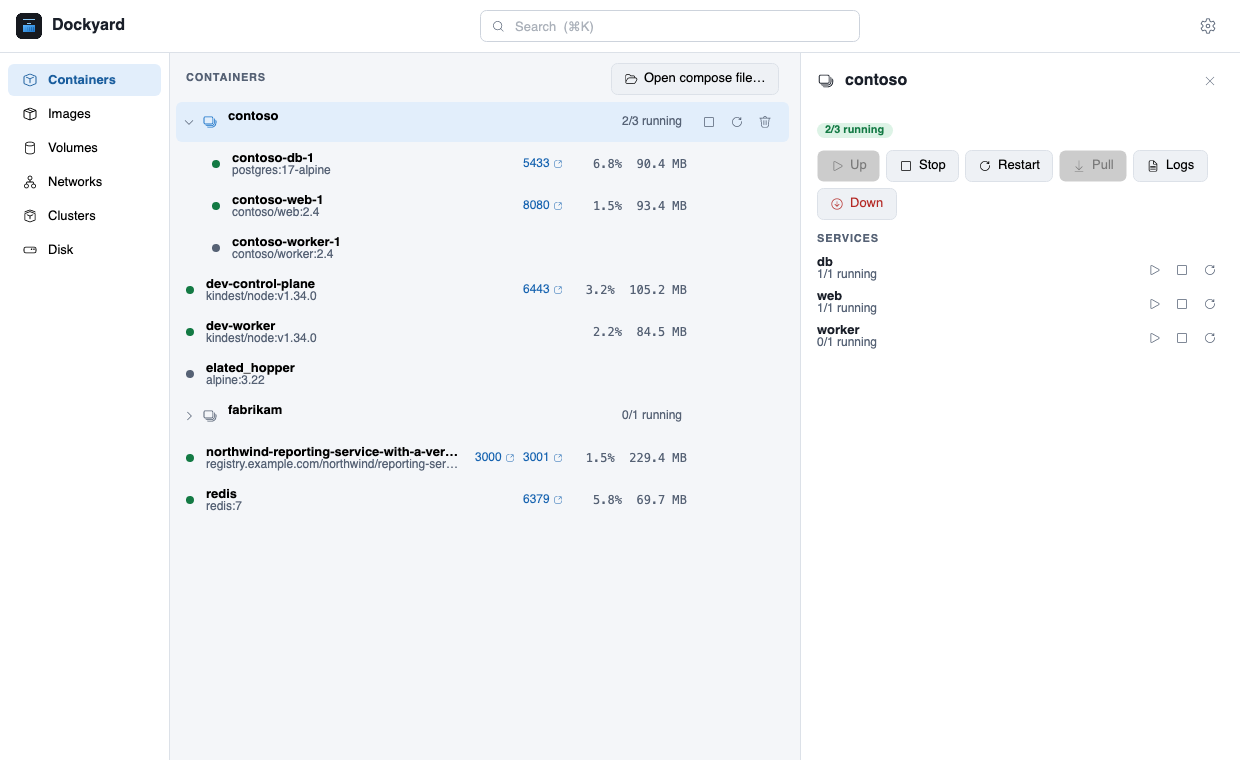 Dockyard
Search (⌘K)
Containers
Images
Volumes
Networks
Clusters
Disk
CONTAINERS
Open compose file…
contoso
2/3 running
contoso-db-1
postgres:17-alpine
5433
6.8% 90.4 MB
contoso-web-1
contoso/web:2.4
8080
1.5% 93.4 MB
contoso-worker-1
contoso/worker:2.4
dev-control-plane
kindest/node:v1.34.0
6443
3.2% 105.2 MB
dev-worker
kindest/node:v1.34.0
2.2% 84.5 MB
elated_hopper
alpine:3.22
fabrikam
0/1 running
northwind-reporting-service-with-a-ver…
registry.example.com/northwind/reporting-ser…
3000 3001
1.5% 229.4 MB
redis
redis:7
6379
5.8% 69.7 MB
contoso
2/3 running
Up
Stop
Restart
Pull
Logs
Down
SERVICES
db
1/1 running
web
1/1 running
worker
0/1 running